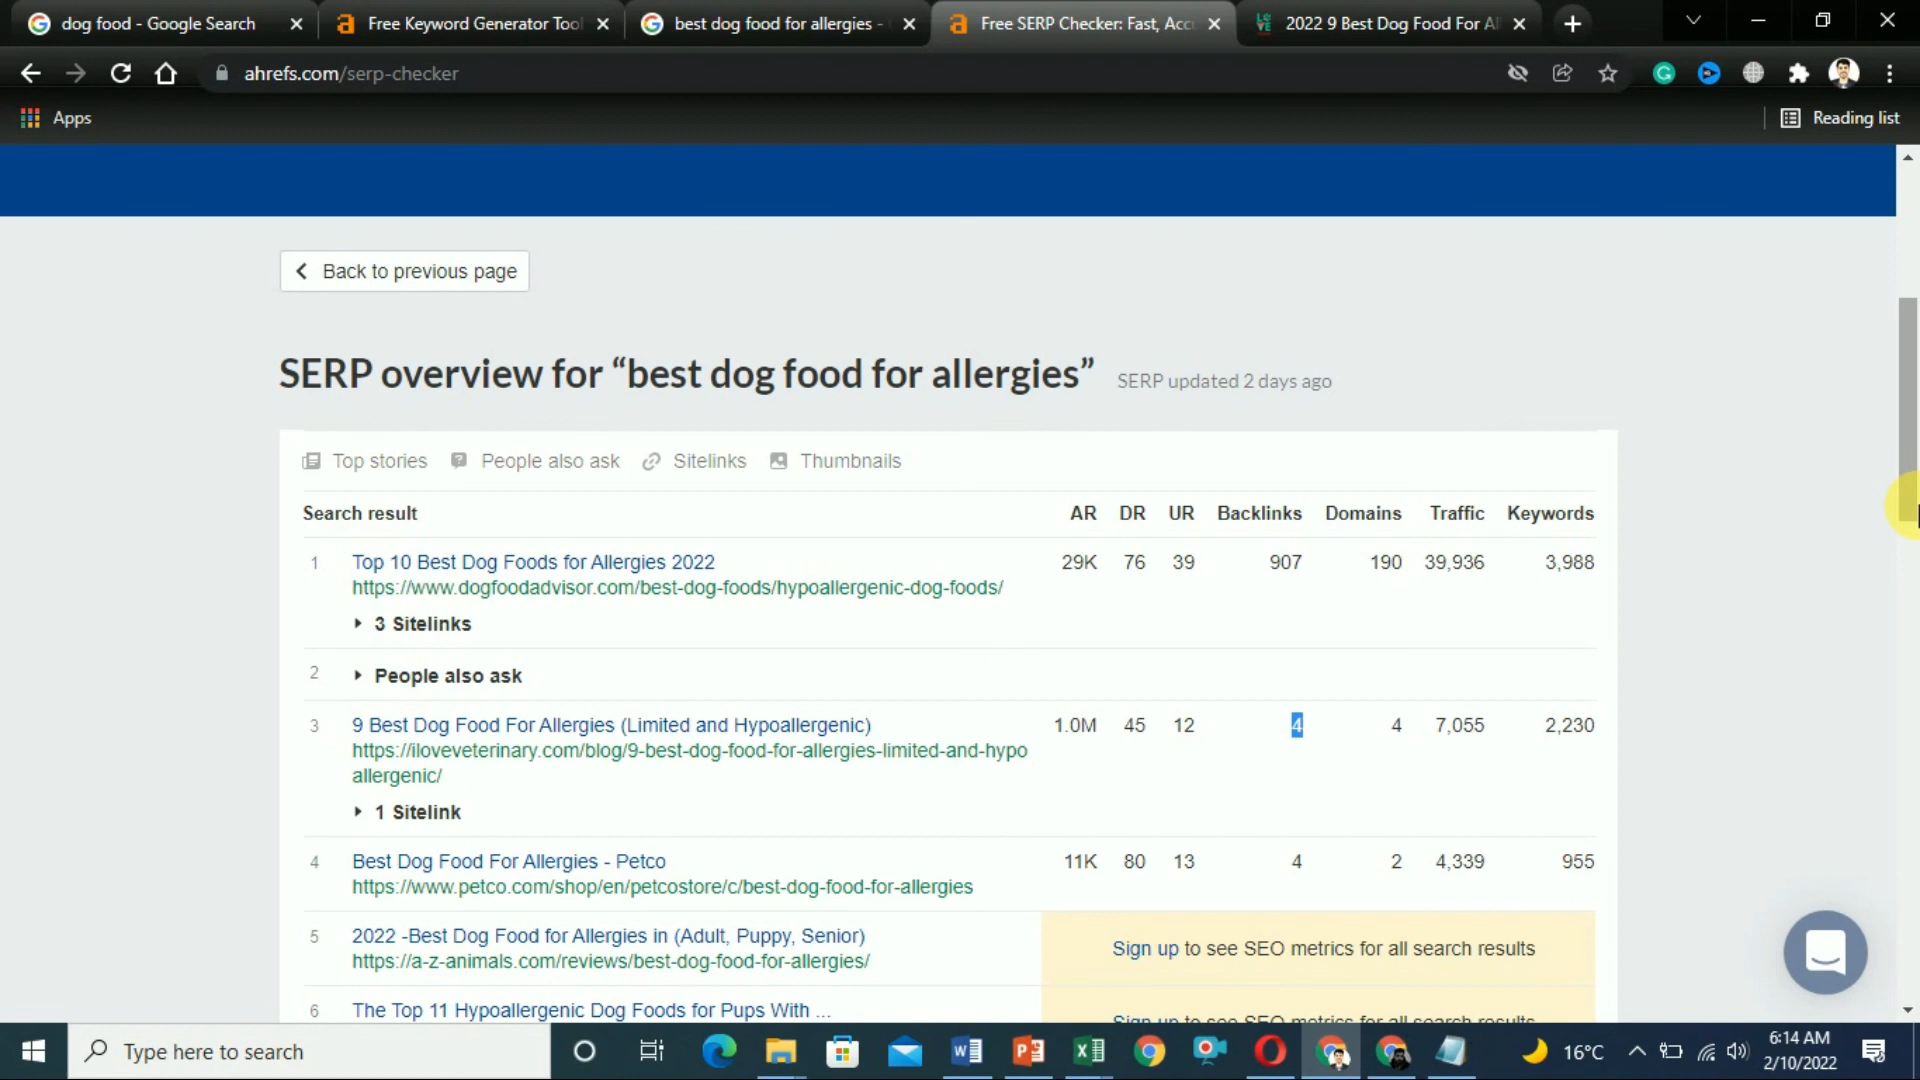 dog food - Google Search
Free Keyword Generator Tool
best dog food for allergies -
Free SERP Checker: Fast, Acc
2022 9 Best Dog Food For Al
ahrefs.com/serp-checker
Apps
Reading list
Back to previous page
SERP overview for “best dog food for allergies” SERP updated 2 days ago
Top stories People also ask Sitelinks Thumbnails
Search result AR DR UR Backlinks Domains Traffic Keywords
1 Top 10 Best Dog Foods for Allergies 2022 29K 76 39 907 190 39,936 3,988
https://www.dogfoodadvisor.com/best-dog-foods/hypoallergenic-dog-foods/
3 Sitelinks
2 People also ask
3 9 Best Dog Food For Allergies (Limited and Hypoallergenic) 1.0M 45 12 4 4 7,055 2,230
https://iloveveterinary.com/blog/9-best-dog-food-for-allergies-limited-and-hypo
allergenic/
1 Sitelink
4 Best Dog Food For Allergies - Petco 11K 80 13 4 2 4,339 955
https://www.petco.com/shop/en/petcostore/c/best-dog-food-for-allergies
5 2022 -Best Dog Food for Allergies in (Adult, Puppy, Senior) Sign up to see SEO metrics for all search results
https://a-z-animals.com/reviews/best-dog-food-for-allergies/
6 The Top 11 Hypoallergenic Dog Foods for Pups With ...
Sign up to see SEO metrics for all search results
Type here to search
16°C
6:14 AM
2/10/2022